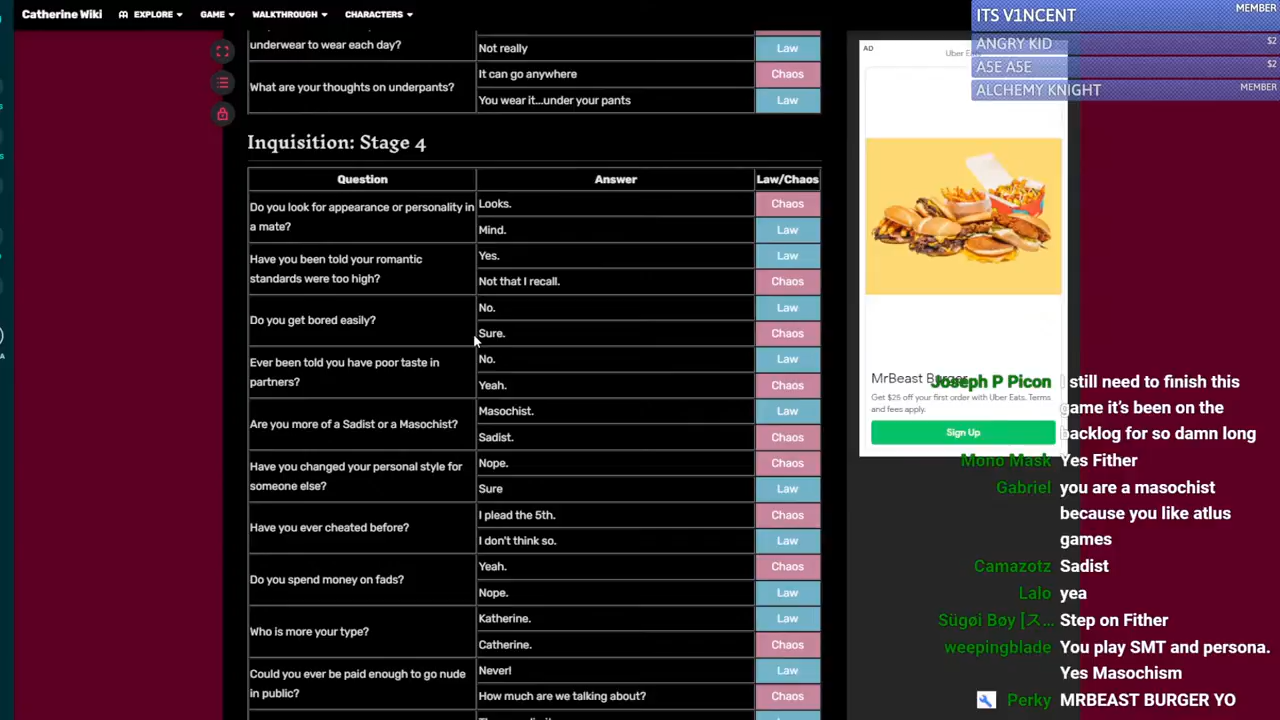 Catherine Wiki
EXPLORE
GAME
WALKTHROUGH
CHARACTERS
underwear to wear each day?
Not really
Law
What are your thoughts on underpants?
It can go anywhere
Chaos
You wear it...under your pants
Law
Inquisition: Stage 4
Question
Answer
Law/Chaos
Do you look for appearance or personality in
a mate?
Looks.
Chaos
Mind.
Law
Have you been told your romantic
standards were too high?
Yes.
Law
Not that I recall.
Chaos
Do you get bored easily?
No.
Law
Sure.
Chaos
Ever been told you have poor taste in
partners?
No.
Law
Yeah.
Chaos
Are you more of a Sadist or a Masochist?
Masochist.
Law
Sadist.
Chaos
Have you changed your personal style for
someone else?
Nope.
Chaos
Sure
Law
Have you ever cheated before?
I plead the 5th.
Chaos
I don't think so.
Law
Do you spend money on fads?
Yeah.
Chaos
Nope.
Law
Who is more your type?
Katherine.
Law
Catherine.
Chaos
Could you ever be paid enough to go nude
in public?
Never!
Law
How much are we talking about?
Chaos
ITS V1NCENT
MEMBER
ANGRY KID
$2
A5E A5E
$2
ALCHEMY KNIGHT
MEMBER
AD
Uber Eats
MrBeast Burger
Get $25 off your first order with Uber Eats. Terms
and fees apply.
Sign Up
Joseph P Picon I still need to finish this
game it's been on the
backlog for so damn long
Mono Mask Yes Fither
Gabriel you are a masochist
because you like atlus
games
Camazotz Sadist
Lalo yea
Sügøi Bøy [ス... Step on Fither
weepingblade You play SMT and persona.
Yes Masochism
Perky MRBEAST BURGER YO